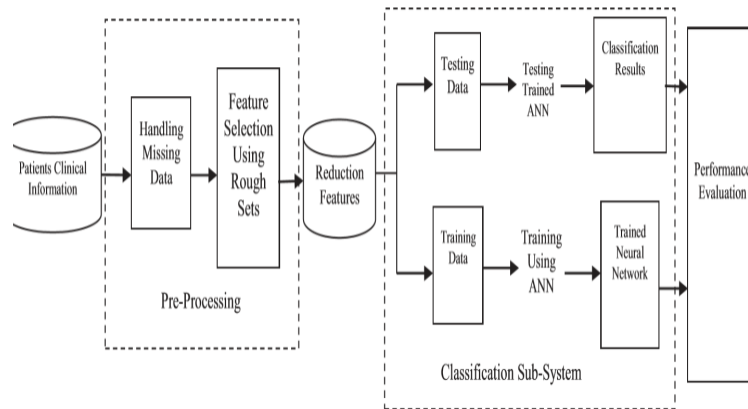 Patients Clinical
Information
Handling
Missing
Data
Feature
Selection
Using
Rough
Sets
Pre-Processing
Reduction
Features
Testing
Data
Testing
Trained
ANN
Classification
Results
Training
Data
Training
Using
ANN
Trained
Neural
Network
Classification Sub-System
Performance
Evaluation